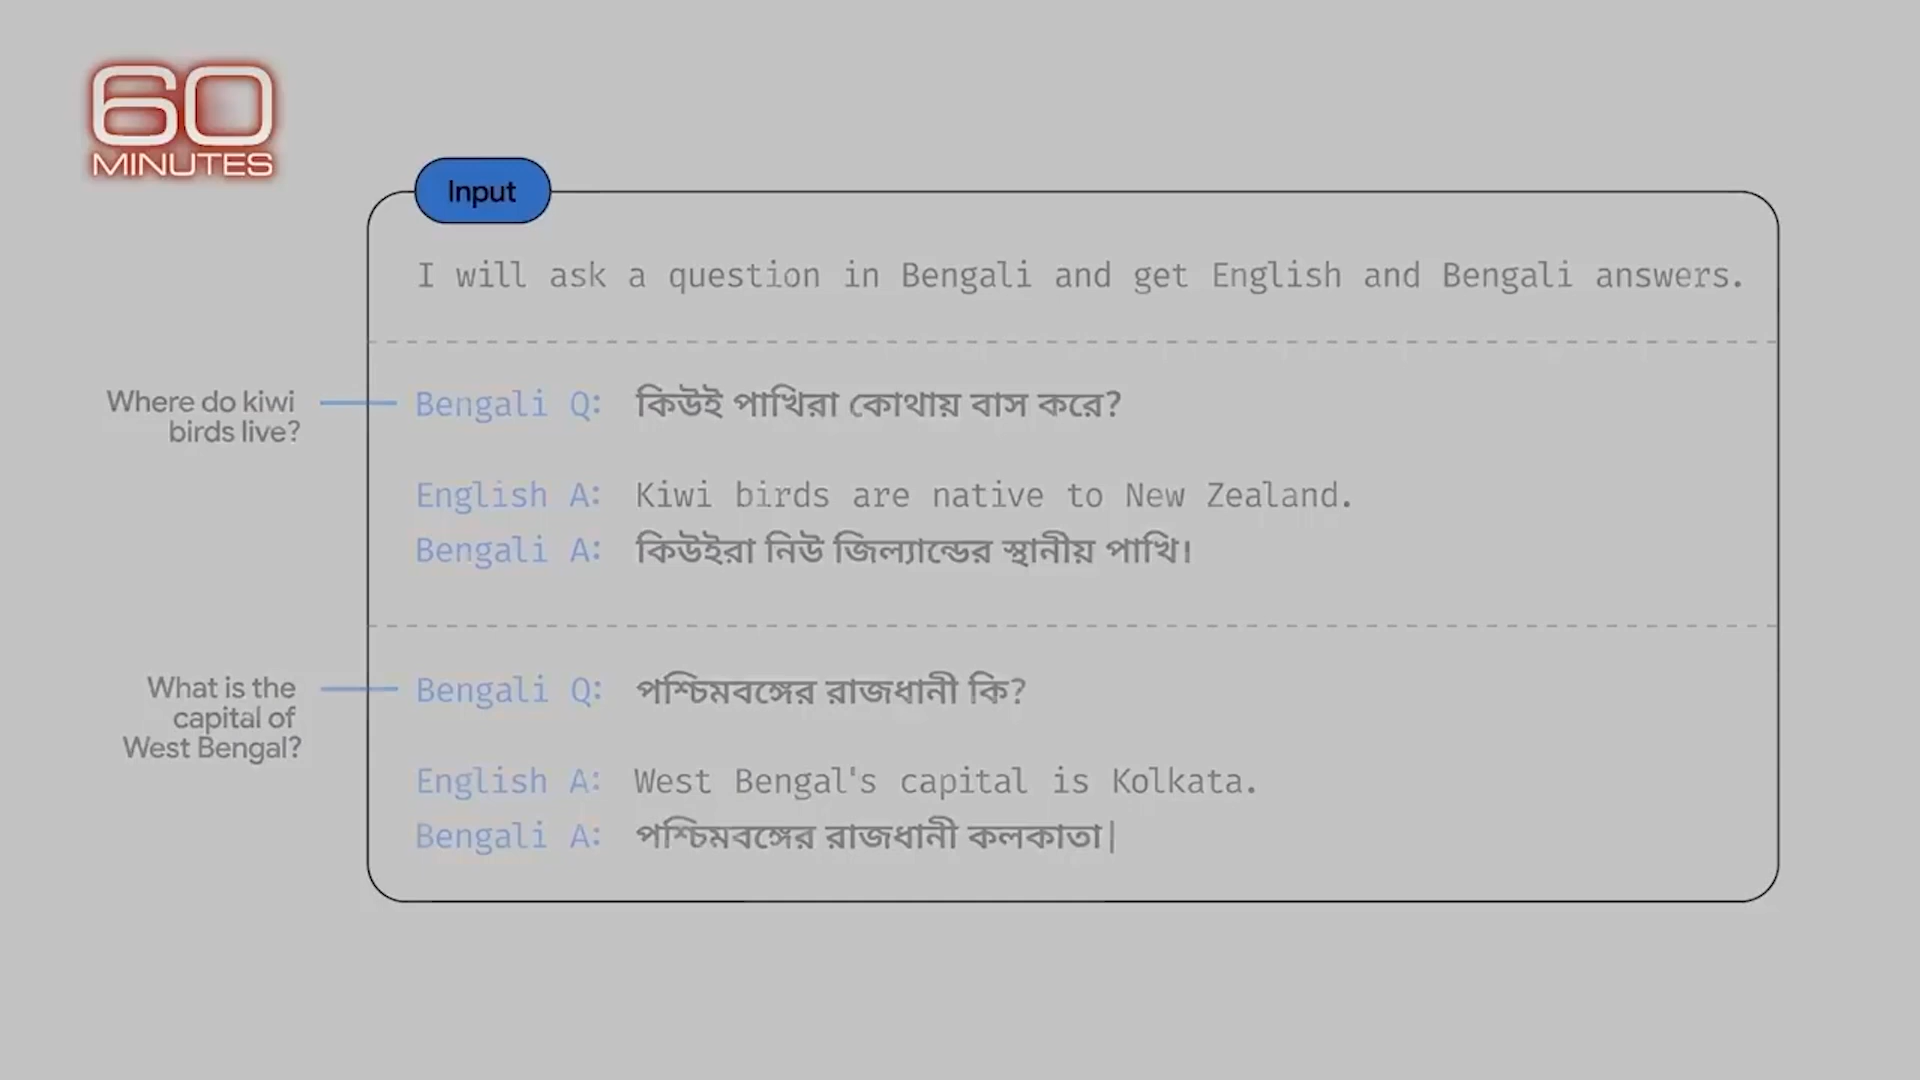 60
MINUTES
Input
I will ask a question in Bengali and get English and Bengali answers.
Where do kiwi
birds live?
Bengali Q: কিউই পাখিরা কোথায় বাস করে?
English A: Kiwi birds are native to New Zealand.
Bengali A: কিউইরা নিউ জিল্যান্ডের স্থানীয় পাখি।
What is the
capital of
West Bengal?
Bengali Q: পশ্চিমবঙ্গের রাজধানী কি?
English A: West Bengal's capital is Kolkata.
Bengali A: পশ্চিমবঙ্গের রাজধানী কলকাতা|